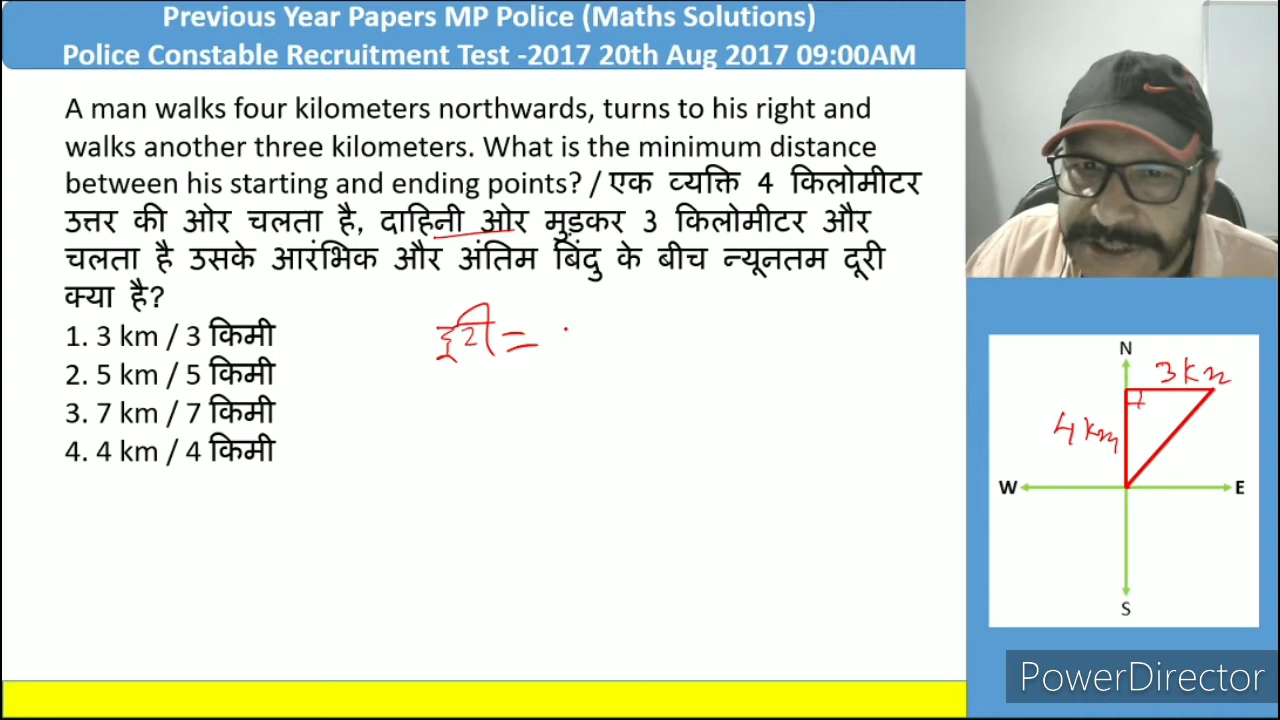 Previous Year Papers MP Police (Maths Solutions)
Police Constable Recruitment Test -2017 20th Aug 2017 09:00AM
A man walks four kilometers northwards, turns to his right and
walks another three kilometers. What is the minimum distance
between his starting and ending points? / एक व्यक्ति 4 किलोमीटर
उत्तर की ओर चलता है, दाहिनी ओर मुड़कर 3 किलोमीटर और
चलता है उसके आरंभिक और अंतिम बिंदु के बीच न्यूनतम दूरी
क्या है?
1. 3 km / 3 किमी
2. 5 km / 5 किमी
3. 7 km / 7 किमी
4. 4 km / 4 किमी
दूरी =
N
3 km
4 km
W
E
S
PowerDirector